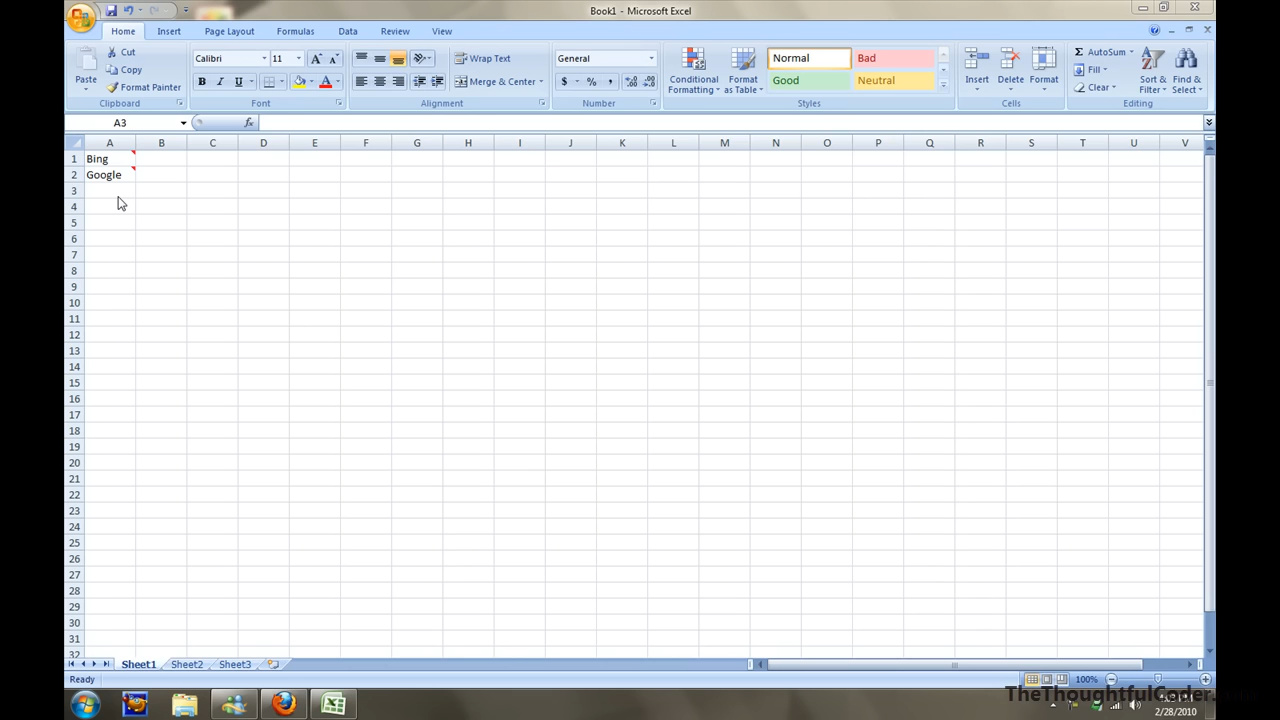 Book1 - Microsoft Excel
Home Insert Page Layout Formulas Data Review View
Paste
Cut
Copy
Format Painter
Clipboard
Calibri 11
B I U
Font
Wrap Text
Merge & Center
Alignment
General
$ % ,
Number
Conditional Formatting
Format as Table
Normal Bad
Good Neutral
Styles
Insert Delete Format
Cells
Σ AutoSum
Fill
Clear
Sort & Filter
Find & Select
Editing
A3 fx
A B C D E F G H I J K L M N O P Q R S T U V
1 Bing
2 Google
3
4
5
6
7
8
9
10
11
12
13
14
15
16
17
18
19
20
21
22
23
24
25
26
27
28
29
30
31
32
Sheet1 Sheet2 Sheet3
Ready 100%
2/28/2010